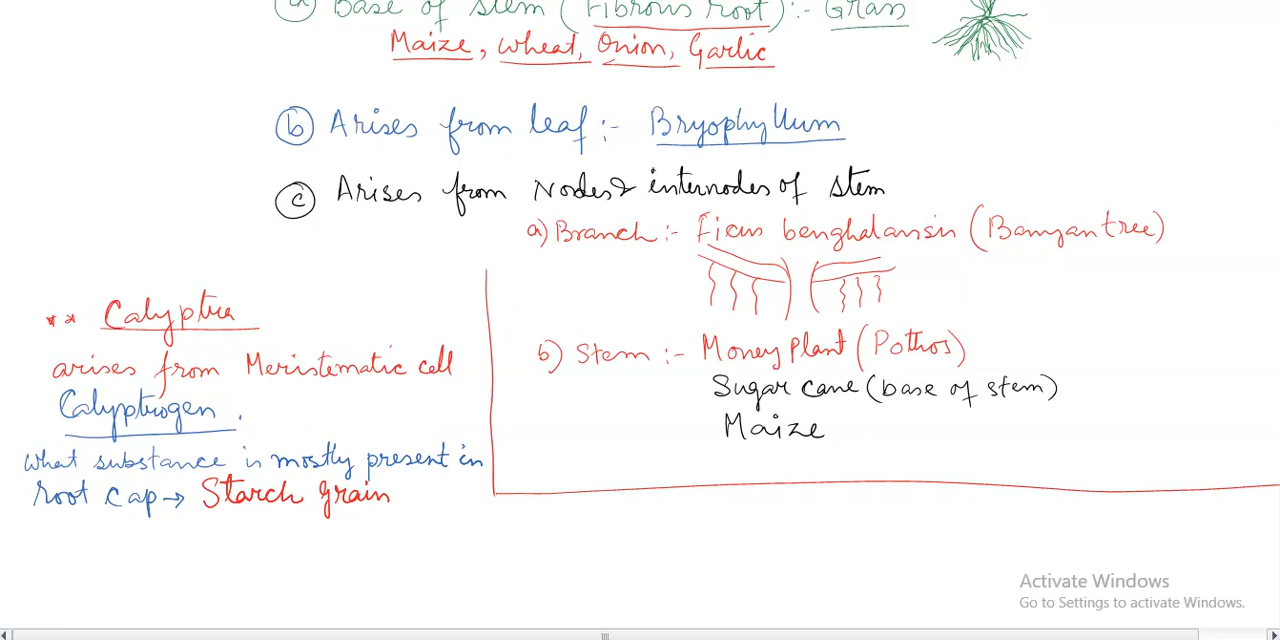 (a) Base of stem (Fibrous root) :- Grass
Maize, Wheat, Onion, Garlic
(b) Arises from leaf :- Bryophyllum
(c) Arises from Nodes & internodes of stem
a) Branch :- Ficus benghalansis (Banyan tree)
** Calyptra
arises from Meristematic cell
Calyptrogen.
What substance is mostly present in
root cap → Starch grain
b) Stem :- Money Plant (Pothos)
Sugar cane (base of stem)
Maize
Activate Windows
Go to Settings to activate Windows.